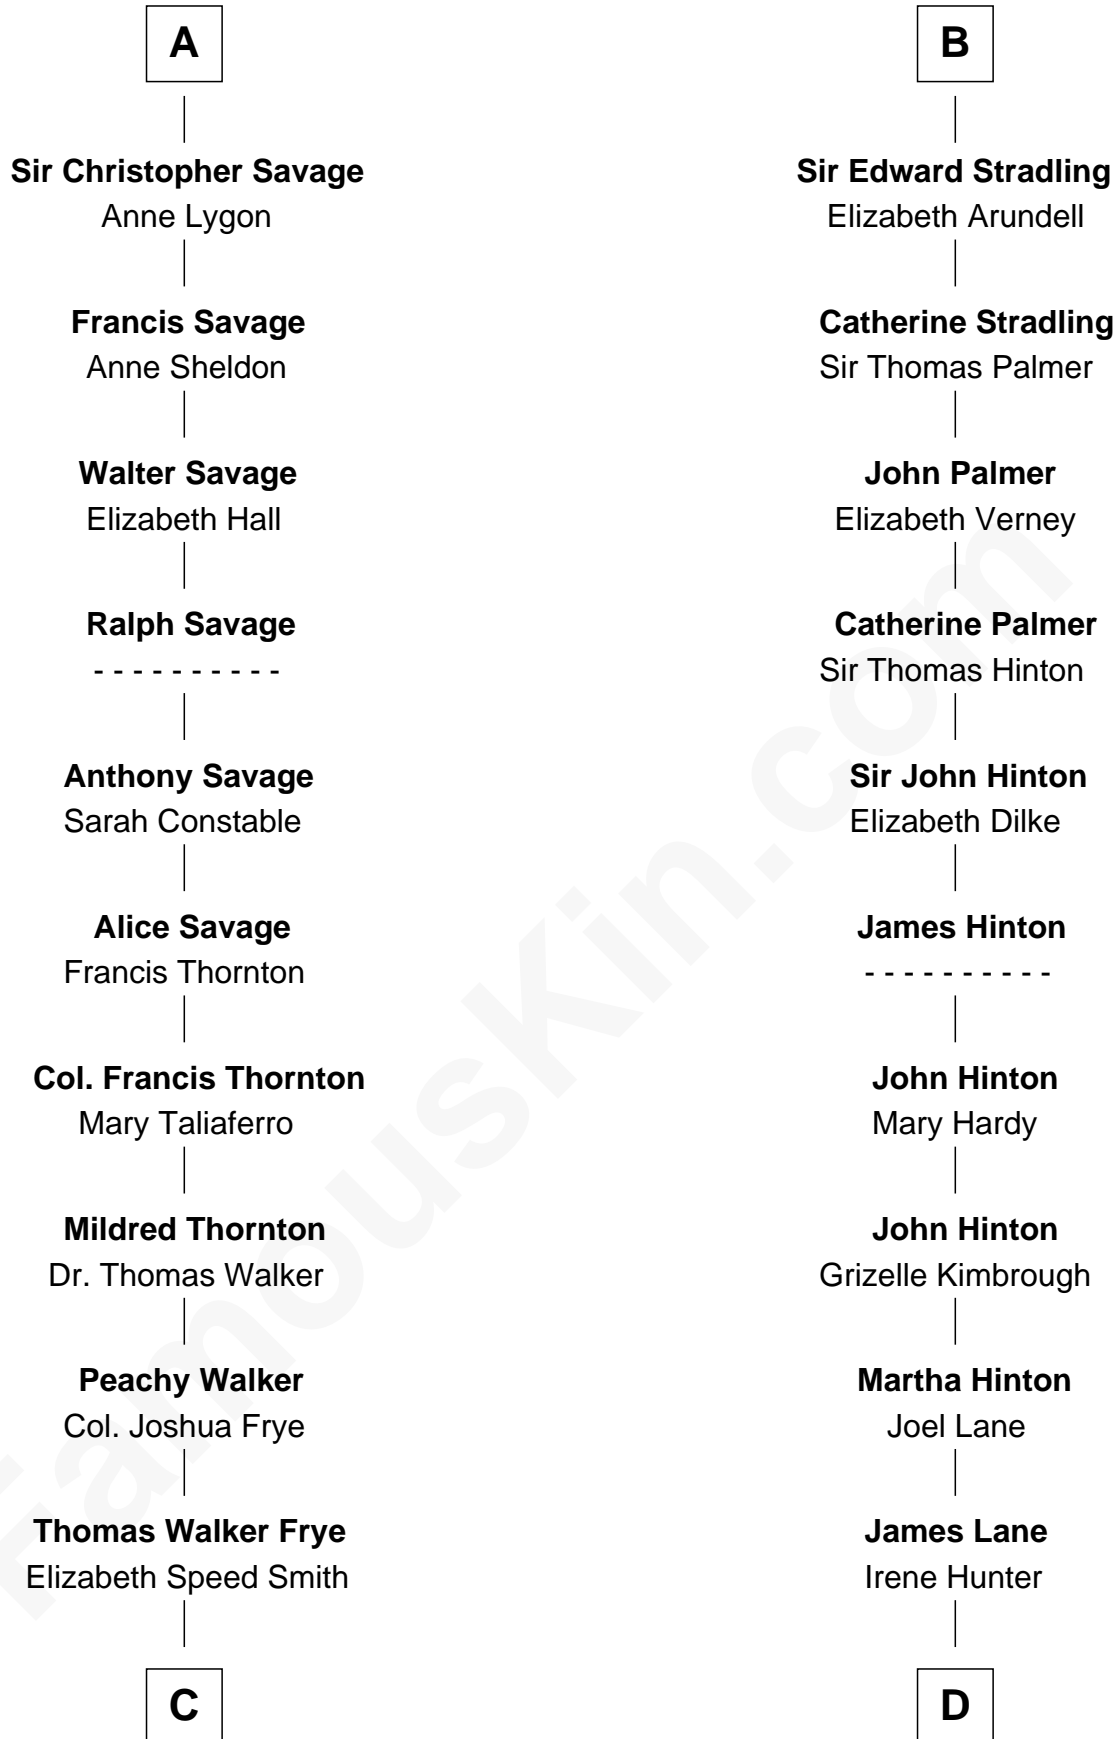 A
Sir Christopher Savage
Anne Lygon
Francis Savage
Anne Sheldon
Walter Savage
Elizabeth Hall
Ralph Savage
- - - - - - - - - -
Anthony Savage
Sarah Constable
Alice Savage
Francis Thornton
Col. Francis Thornton
Mary Taliaferro
Mildred Thornton
Dr. Thomas Walker
Peachy Walker
Col. Joshua Frye
Thomas Walker Frye
Elizabeth Speed Smith
C
B
Sir Edward Stradling
Elizabeth Arundell
Catherine Stradling
Sir Thomas Palmer
John Palmer
Elizabeth Verney
Catherine Palmer
Sir Thomas Hinton
Sir John Hinton
Elizabeth Dilke
James Hinton
- - - - - - - - - -
John Hinton
Mary Hardy
John Hinton
Grizelle Kimbrough
Martha Hinton
Joel Lane
James Lane
Irene Hunter
D
FamousKin.com